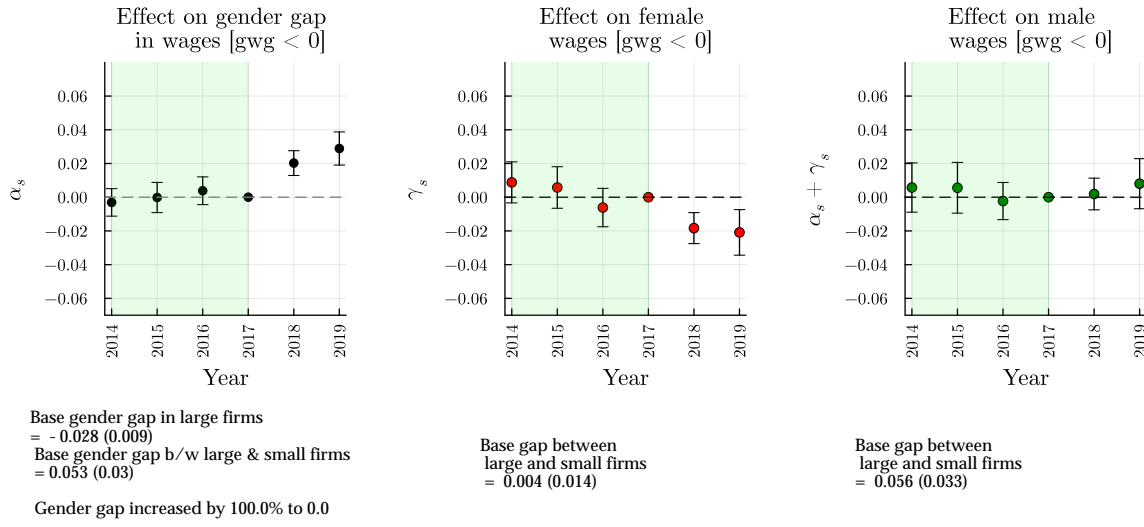 Effect on gender gap
in wages [gwg < 0]
α_s
0.06
0.04
0.02
0.00
−0.02
−0.04
−0.06
2014
2015
2016
2017
2018
2019
Year
Base gender gap in large firms
= - 0.028 (0.009)
Base gender gap b/w large & small firms
= 0.053 (0.03)
Gender gap increased by 100.0% to 0.0
Effect on female
wages [gwg < 0]
γ_s
0.06
0.04
0.02
0.00
−0.02
−0.04
−0.06
2014
2015
2016
2017
2018
2019
Year
Base gap between
large and small firms
= 0.004 (0.014)
Effect on male
wages [gwg < 0]
α_s + γ_s
0.06
0.04
0.02
0.00
−0.02
−0.04
−0.06
2014
2015
2016
2017
2018
2019
Year
Base gap between
large and small firms
= 0.056 (0.033)